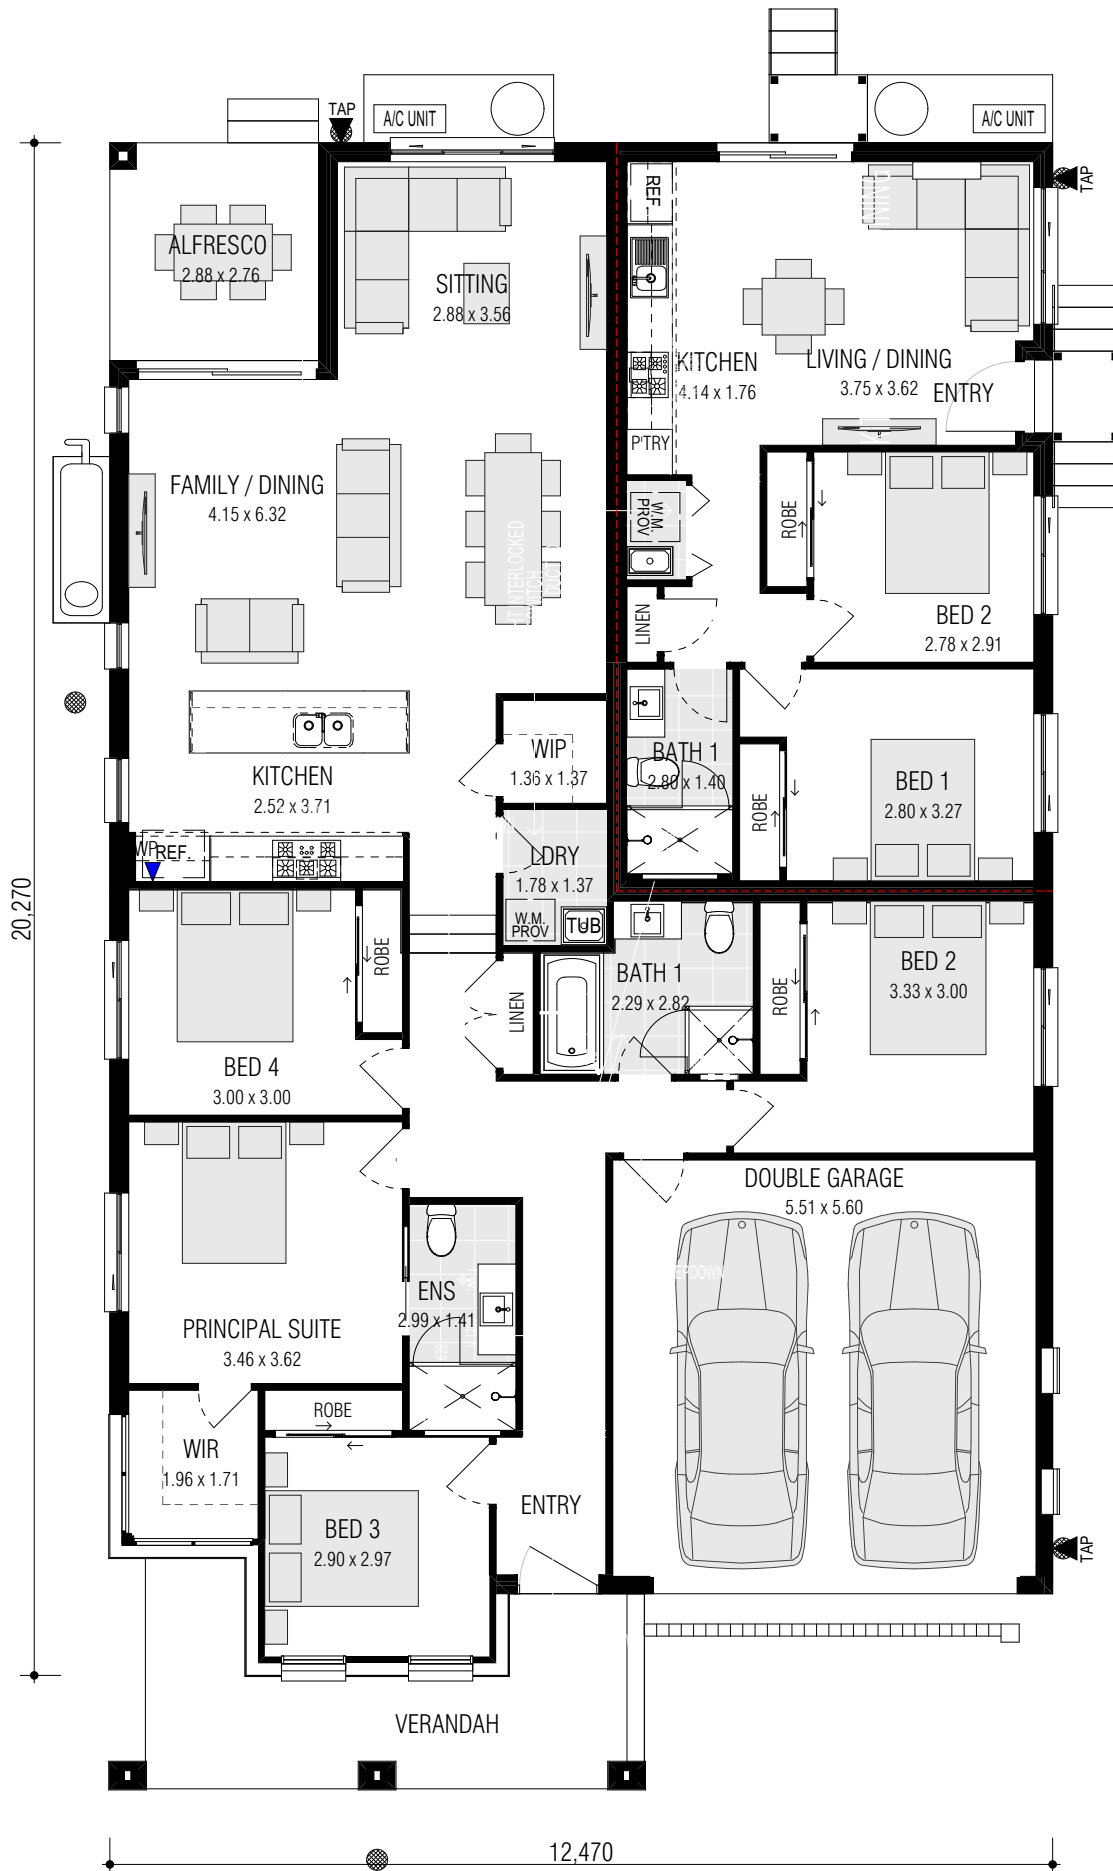 TAP
A/C UNIT
A/C UNIT
TAP
ALFRESCO
2.88 x 2.76
SITTING
2.88 x 3.56
REF.
KITCHEN
4.14 x 1.76
LIVING / DINING
3.75 x 3.62
ENTRY
P'TRY
FAMILY / DINING
4.15 x 6.32
W.M.
PROV
ROBE
BED 2
2.78 x 2.91
LINEN
KITCHEN
2.52 x 3.71
WIP
1.36 x 1.37
BATH 1
2.80 x 1.40
ROBE
BED 1
2.80 x 3.27
WP
REF.
LDRY
1.78 x 1.37
W.M.
PROV
TUB
20,270
ROBE
BED 4
3.00 x 3.00
LINEN
BATH 1
2.29 x 2.82
ROBE
BED 2
3.33 x 3.00
DOUBLE GARAGE
5.51 x 5.60
EPDOWN
ENS
2.99 x 1.41
PRINCIPAL SUITE
3.46 x 3.62
ROBE
WIR
1.96 x 1.71
BED 3
2.90 x 2.97
ENTRY
TAP
VERANDAH
12,470